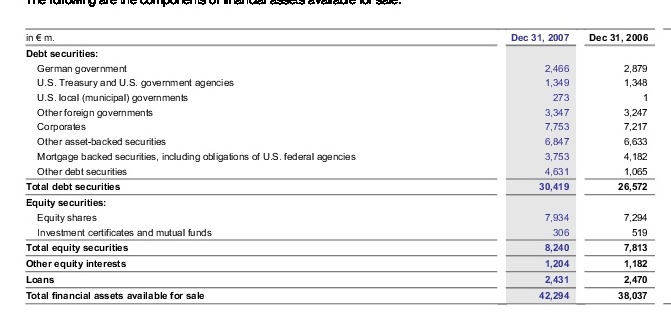 The following are the components of financial assets available for sale.
in € m. Dec 31, 2007 Dec 31, 2006
Debt securities:
German government 2,466 2,879
U.S. Treasury and U.S. government agencies 1,349 1,348
U.S. local (municipal) governments 273 1
Other foreign governments 3,347 3,247
Corporates 7,753 7,217
Other asset-backed securities 6,847 6,633
Mortgage backed securities, including obligations of U.S. federal agencies 3,753 4,182
Other debt securities 4,631 1,065
Total debt securities 30,419 26,572
Equity securities:
Equity shares 7,934 7,294
Investment certificates and mutual funds 306 519
Total equity securities 8,240 7,813
Other equity interests 1,204 1,182
Loans 2,431 2,470
Total financial assets available for sale 42,294 38,037